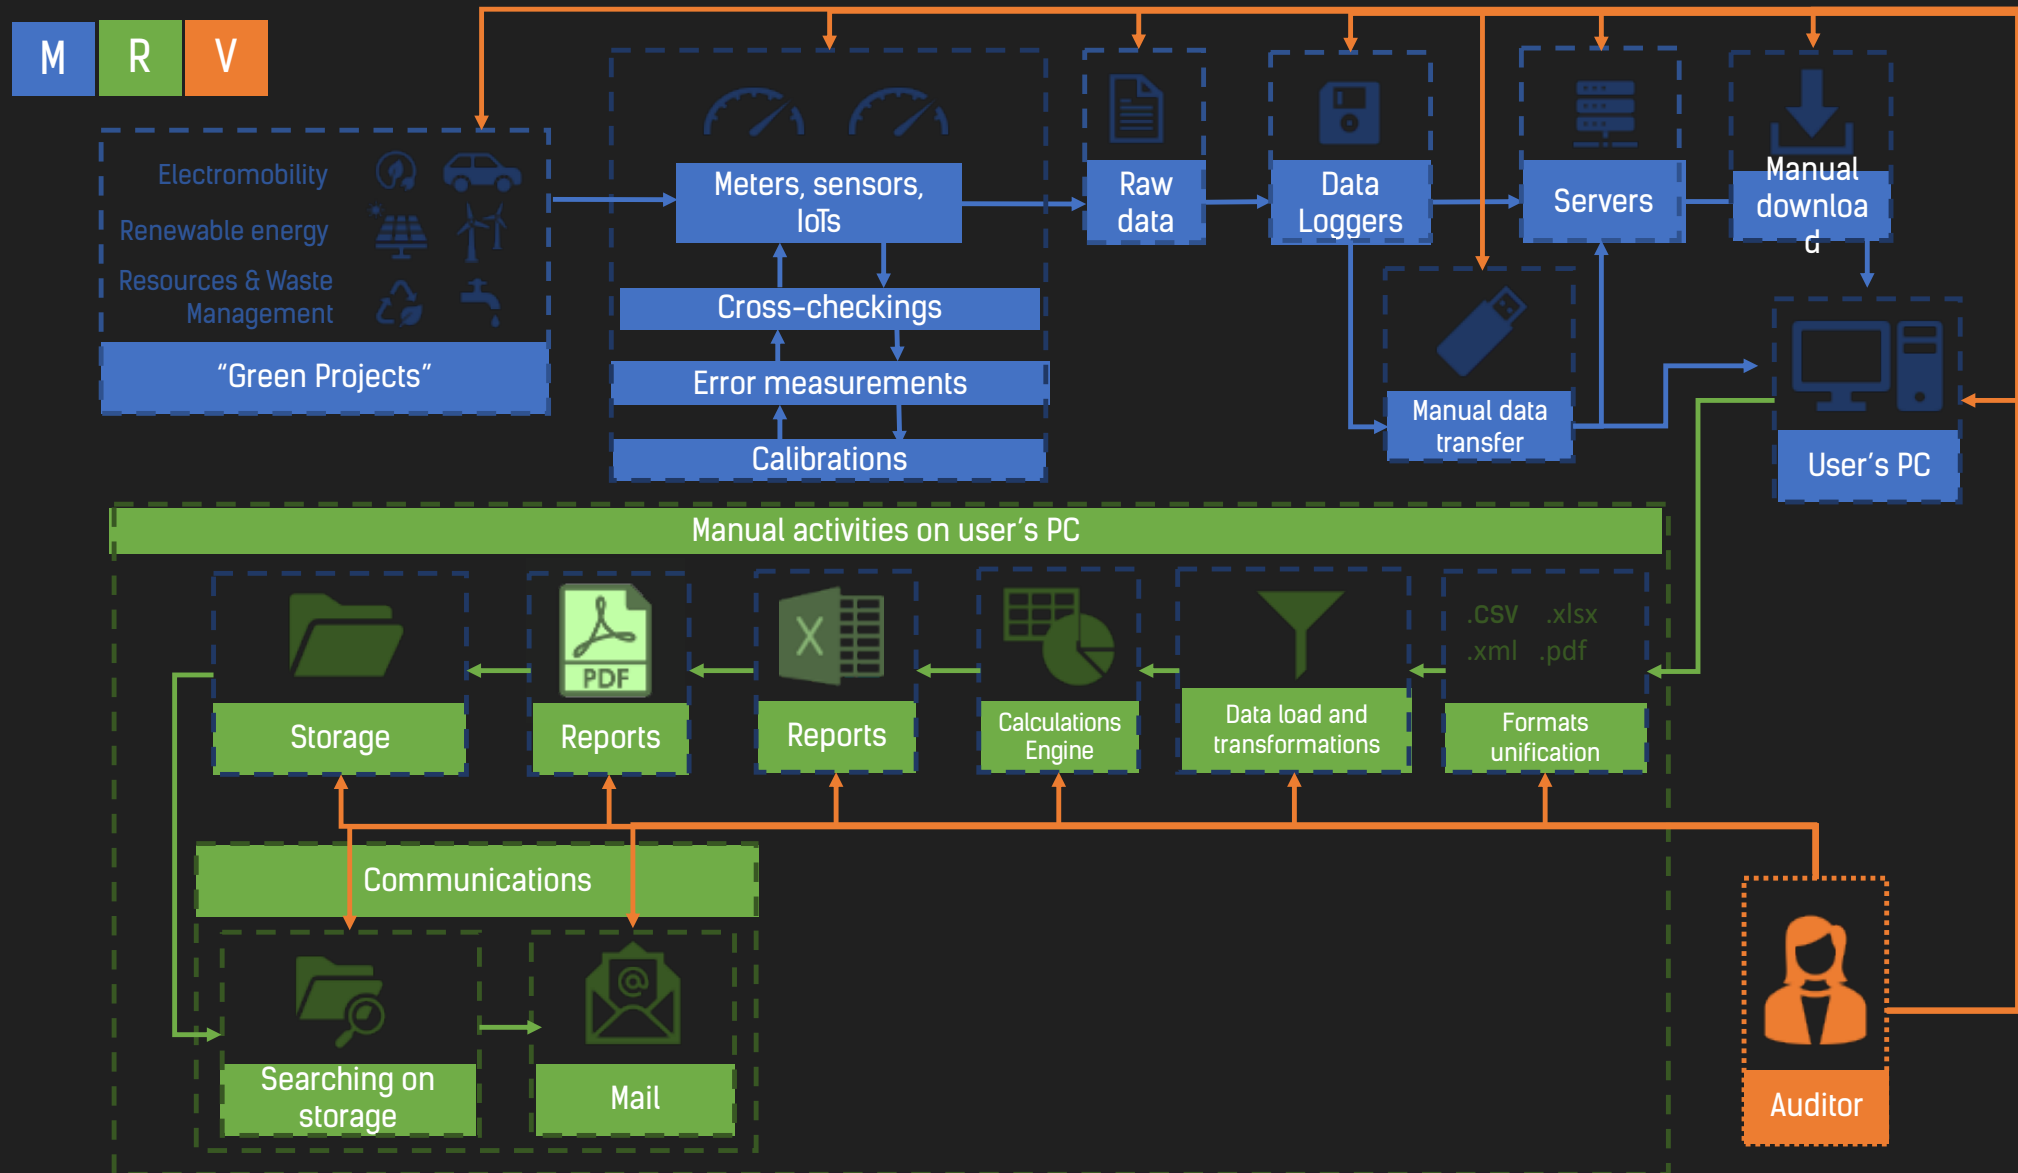 M R V
Electromobility
Renewable energy
Resources & Waste
Management
“Green Projects”
Meters, sensors,
IoTs
Cross-checkings
Error measurements
Calibrations
Raw
data
Data
Loggers
Servers
Manual
downloa
d
Manual data
transfer
User’s PC
Manual activities on user’s PC
.CSV .xlsx
.xml .pdf
Formats
unification
Data load and
transformations
Calculations
Engine
X
Reports
PDF
Reports
Storage
Communications
Searching on
storage
@
Mail
Auditor